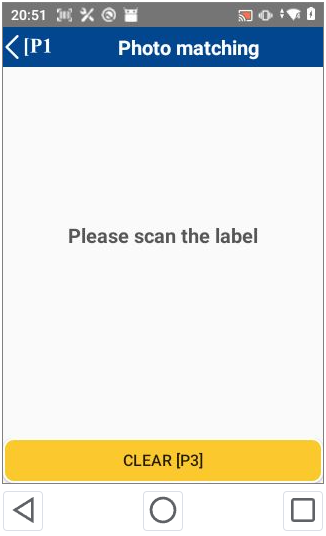 20:51
[P1
Photo matching
Please scan the label
CLEAR [P3]